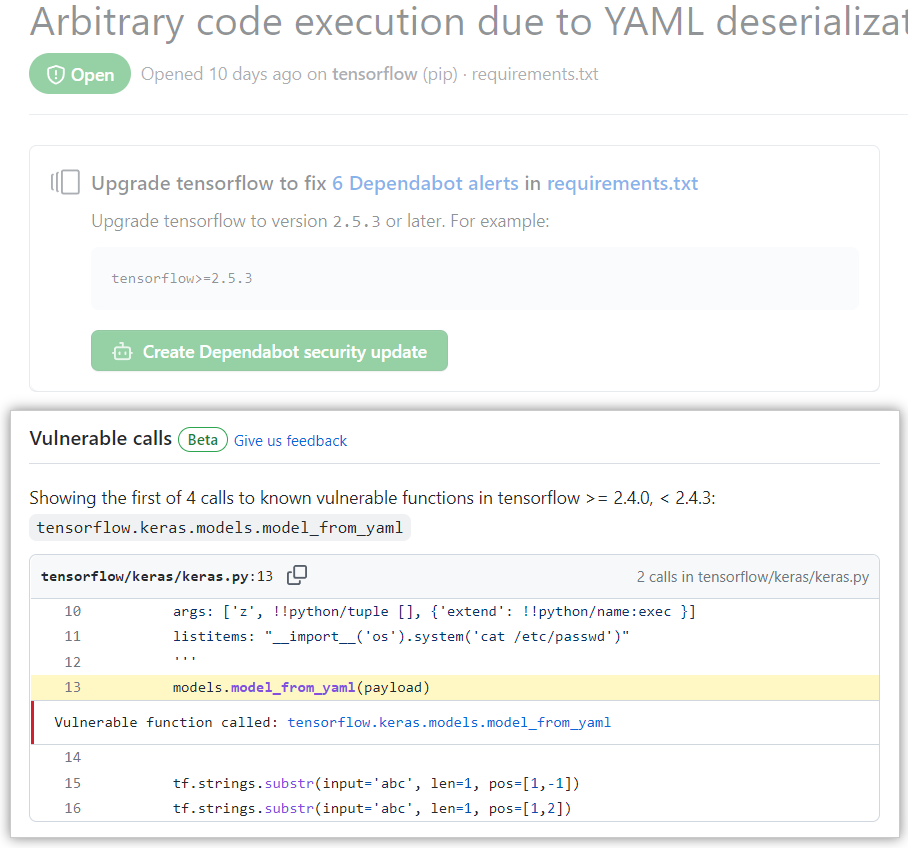 Arbitrary code execution due to YAML deserializat
Open Opened 10 days ago on tensorflow (pip) · requirements.txt
Upgrade tensorflow to fix 6 Dependabot alerts in requirements.txt
Upgrade tensorflow to version 2.5.3 or later. For example:
tensorflow>=2.5.3
Create Dependabot security update
Vulnerable calls Beta Give us feedback
Showing the first of 4 calls to known vulnerable functions in tensorflow >= 2.4.0, < 2.4.3:
tensorflow.keras.models.model_from_yaml
tensorflow/keras/keras.py:13 2 calls in tensorflow/keras/keras.py
10 args: ['z', !!python/tuple [], {'extend': !!python/name:exec }]
11 listitems: "__import__('os').system('cat /etc/passwd')"
12 '''
13 models.model_from_yaml(payload)
Vulnerable function called: tensorflow.keras.models.model_from_yaml
14
15 tf.strings.substr(input='abc', len=1, pos=[1,-1])
16 tf.strings.substr(input='abc', len=1, pos=[1,2])